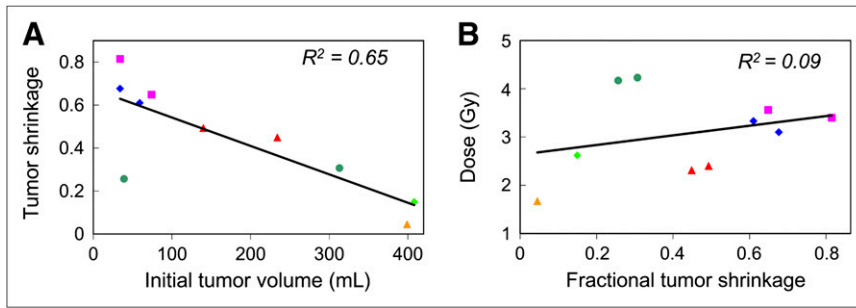 A
R² = 0.65
Tumor shrinkage
0.8
0.6
0.4
0.2
0
0 100 200 300 400
Initial tumor volume (mL)
B
R² = 0.09
Dose (Gy)
5
4
3
2
1
0 0.2 0.4 0.6 0.8
Fractional tumor shrinkage